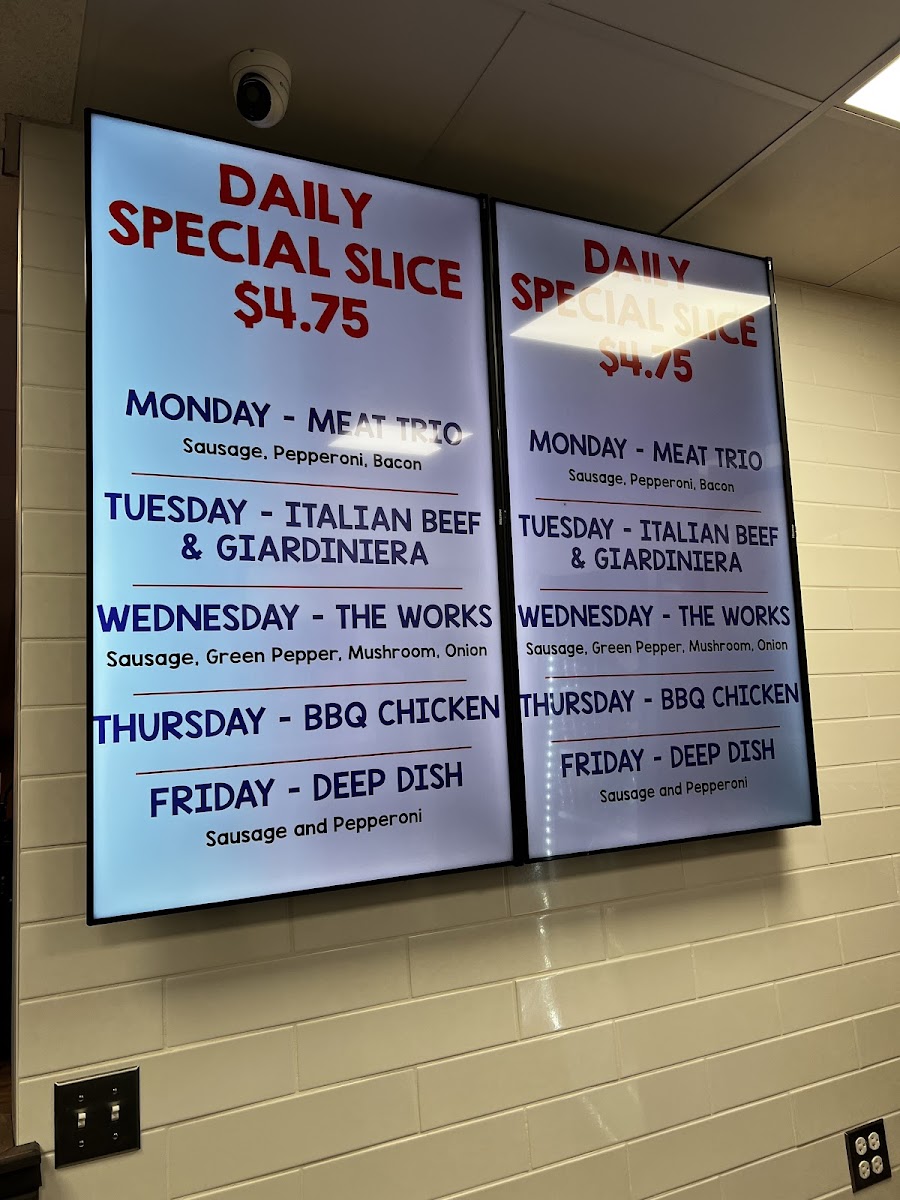 DAILY
SPECIAL SLICE
$4.75
MONDAY - MEAT TRIO
Sausage, Pepperoni, Bacon
TUESDAY - ITALIAN BEEF
& GIARDINIERA
WEDNESDAY - THE WORKS
Sausage, Green Pepper, Mushroom, Onion
THURSDAY - BBQ CHICKEN
FRIDAY - DEEP DISH
Sausage and Pepperoni
DAILY
SPECIAL SLICE
$4.75
MONDAY - MEAT TRIO
Sausage, Pepperoni, Bacon
TUESDAY - ITALIAN BEEF
& GIARDINIERA
WEDNESDAY - THE WORKS
Sausage, Green Pepper, Mushroom, Onion
THURSDAY - BBQ CHICKEN
FRIDAY - DEEP DISH
Sausage and Pepperoni